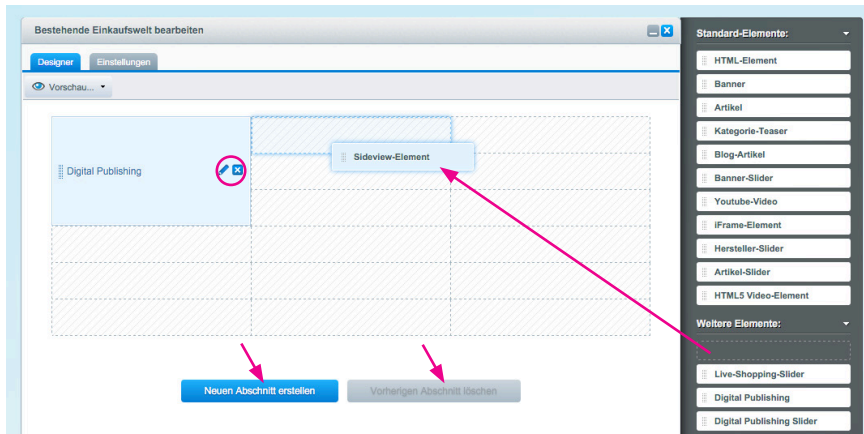 Bestehende Einkaufswelt bearbeiten
Designer
Einstellungen
Vorschau...
Digital Publishing
Sideview-Element
Neuen Abschnitt erstellen
Vorherigen Abschnitt löschen
Standard-Elemente:
HTML-Element
Banner
Artikel
Kategorie-Teaser
Blog-Artikel
Banner-Slider
Youtube-Video
iFrame-Element
Hersteller-Slider
Artikel-Slider
HTML5 Video-Element
Weitere Elemente:
Live-Shopping-Slider
Digital Publishing
Digital Publishing Slider